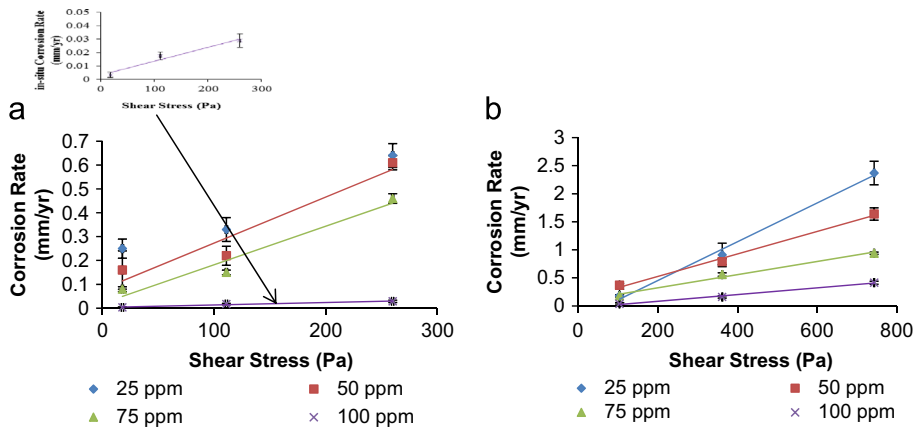 in-situ Corrosion Rate
(mm/yr)
0.05
0.04
0.03
0.02
0.01
0
0 100 200 300
Shear Stress (Pa)
a
Corrosion Rate
(mm/yr)
0.7
0.6
0.5
0.4
0.3
0.2
0.1
0
0 100 200 300
Shear Stress (Pa)
25 ppm 50 ppm
75 ppm 100 ppm
b
Corrosion Rate
(mm/yr)
3
2.5
2
1.5
1
0.5
0
0 200 400 600 800
Shear Stress (Pa)
25 ppm 50 ppm
75 ppm 100 ppm